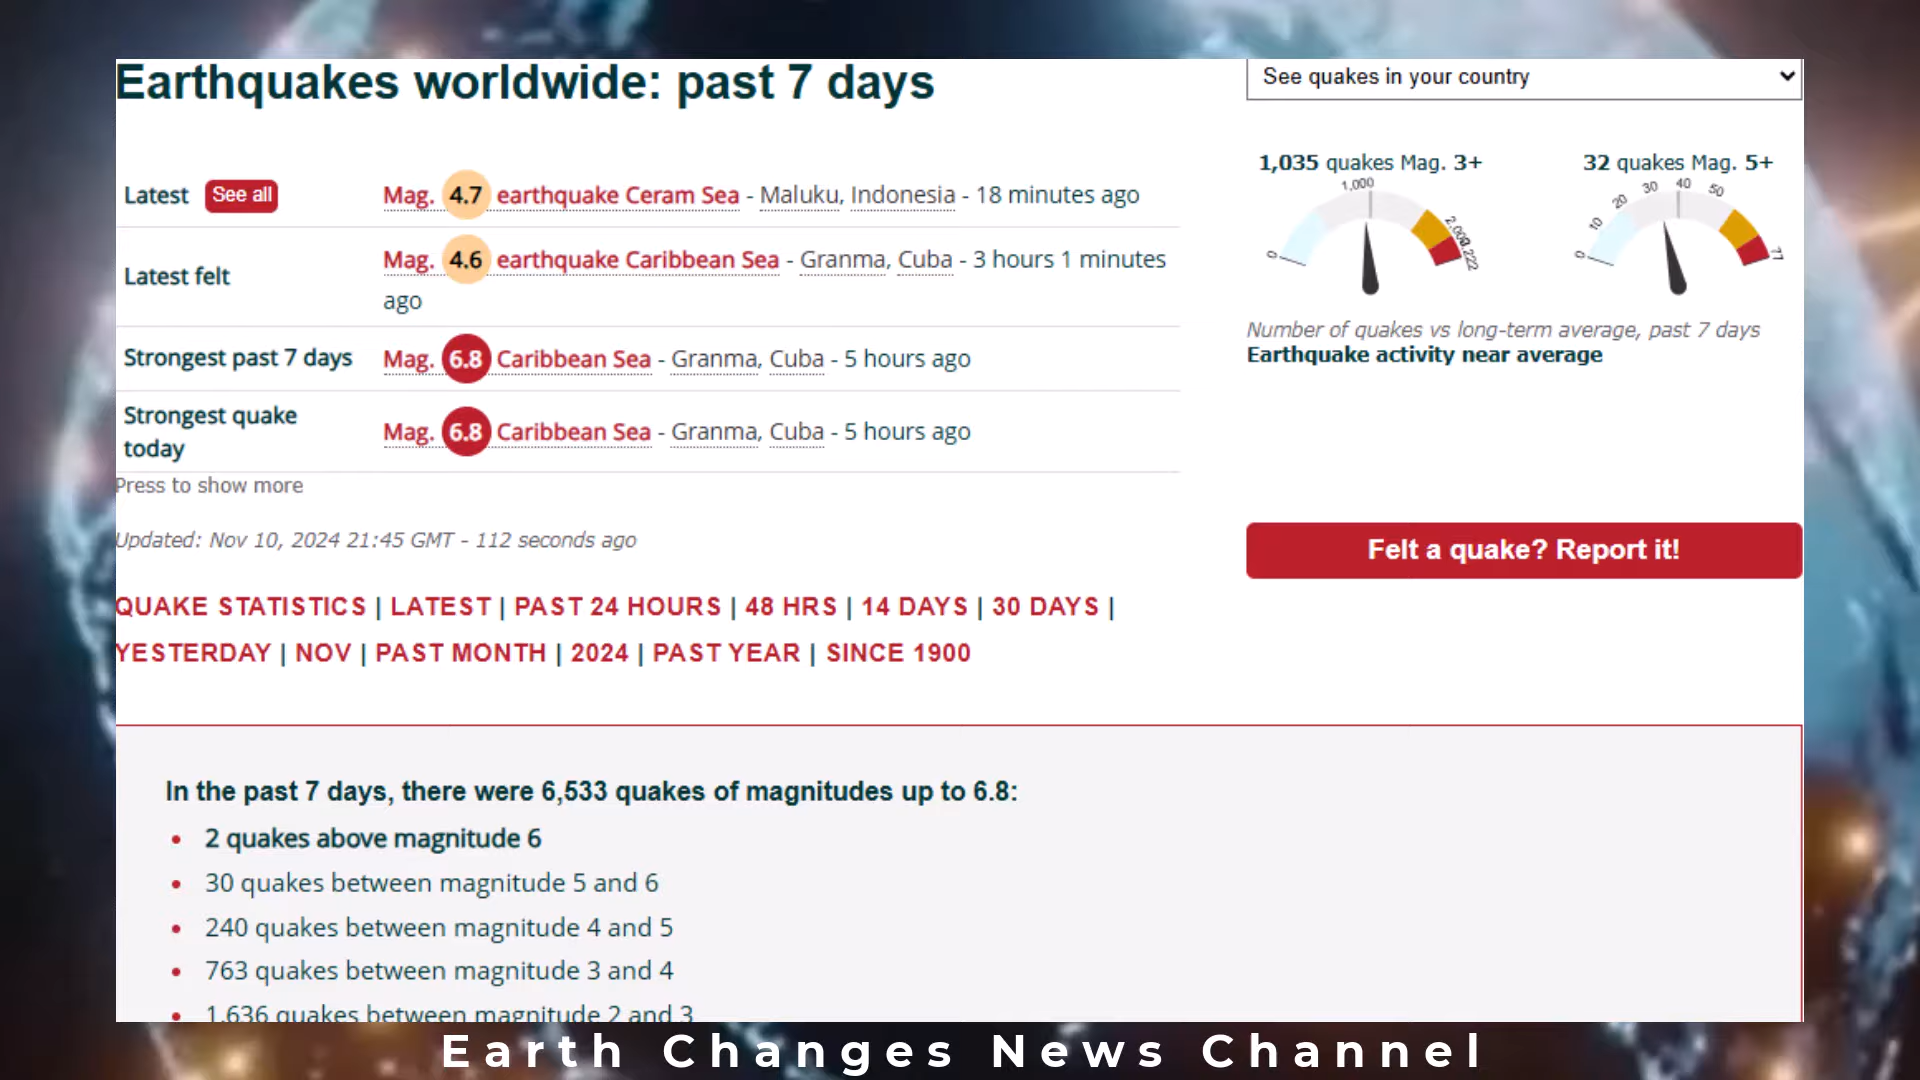 Earthquakes worldwide: past 7 days
See quakes in your country
Latest See all Mag. 4.7 earthquake Ceram Sea - Maluku, Indonesia - 18 minutes ago
Latest felt Mag. 4.6 earthquake Caribbean Sea - Granma, Cuba - 3 hours 1 minutes
ago
Strongest past 7 days Mag. 6.8 Caribbean Sea - Granma, Cuba - 5 hours ago
Strongest quake
today
Mag. 6.8 Caribbean Sea - Granma, Cuba - 5 hours ago
Press to show more
Updated: Nov 10, 2024 21:45 GMT - 112 seconds ago
QUAKE STATISTICS | LATEST | PAST 24 HOURS | 48 HRS | 14 DAYS | 30 DAYS |
YESTERDAY | NOV | PAST MONTH | 2024 | PAST YEAR | SINCE 1900
1,035 quakes Mag. 3+
0 1,000
32 quakes Mag. 5+
0 10 20 30 40 50 77
Number of quakes vs long-term average, past 7 days
Earthquake activity near average
Felt a quake? Report it!
In the past 7 days, there were 6,533 quakes of magnitudes up to 6.8:
• 2 quakes above magnitude 6
• 30 quakes between magnitude 5 and 6
• 240 quakes between magnitude 4 and 5
• 763 quakes between magnitude 3 and 4
• 1,636 quakes between magnitude 2 and 3
Earth Changes News Channel